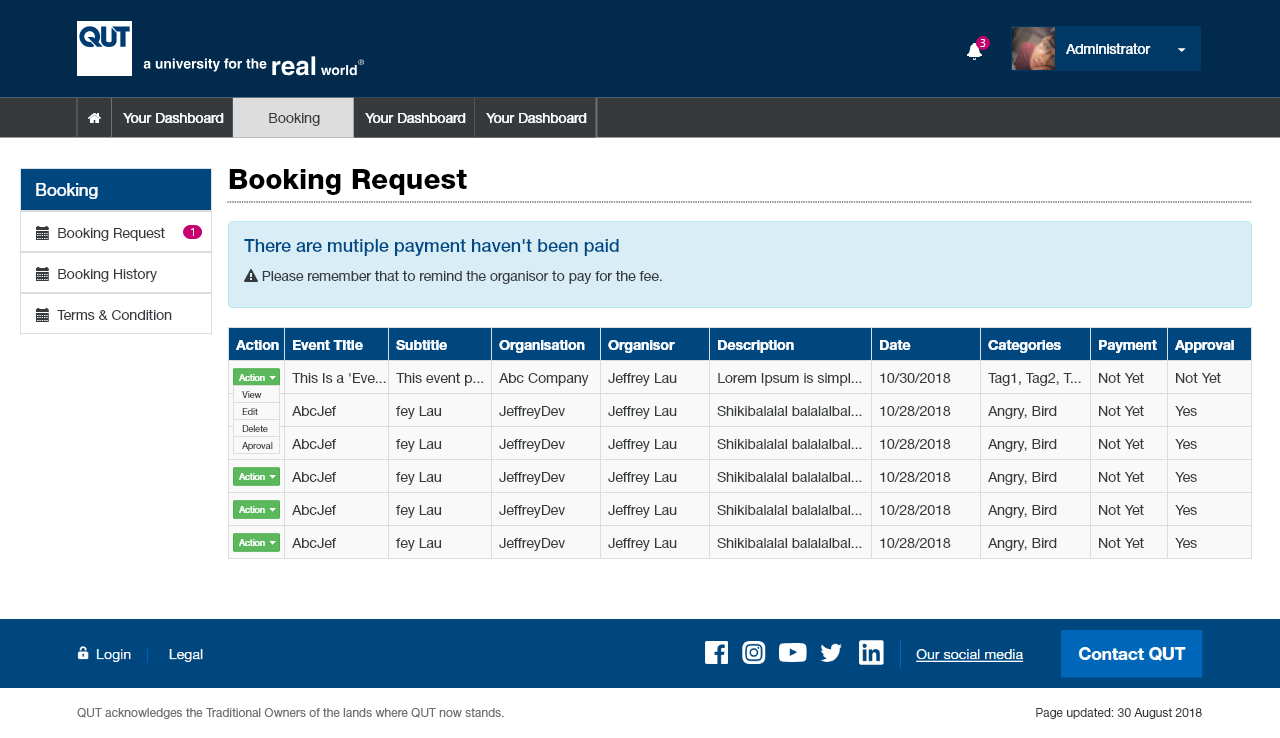 QUT
a university for the real world®
3
Administrator
Your Dashboard Booking Your Dashboard Your Dashboard
Booking
Booking Request 1
Booking History
Terms & Condition
Booking Request
There are mutiple payment haven't been paid
Please remember that to remind the organisor to pay for the fee.
Action Event Title Subtitle Organisation Organisor Description Date Categories Payment Approval
Action This Is a 'Eve... This event p... Abc Company Jeffrey Lau Lorem Ipsum is simpl... 10/30/2018 Tag1, Tag2, T... Not Yet Not Yet
View
Edit
Delete
Aproval
AbcJef fey Lau JeffreyDev Jeffrey Lau Shikibalalal balalalbal... 10/28/2018 Angry, Bird Not Yet Yes
AbcJef fey Lau JeffreyDev Jeffrey Lau Shikibalalal balalalbal... 10/28/2018 Angry, Bird Not Yet Yes
Action AbcJef fey Lau JeffreyDev Jeffrey Lau Shikibalalal balalalbal... 10/28/2018 Angry, Bird Not Yet Yes
Action AbcJef fey Lau JeffreyDev Jeffrey Lau Shikibalalal balalalbal... 10/28/2018 Angry, Bird Not Yet Yes
Action AbcJef fey Lau JeffreyDev Jeffrey Lau Shikibalalal balalalbal... 10/28/2018 Angry, Bird Not Yet Yes
Login Legal Our social media Contact QUT
QUT acknowledges the Traditional Owners of the lands where QUT now stands. Page updated: 30 August 2018